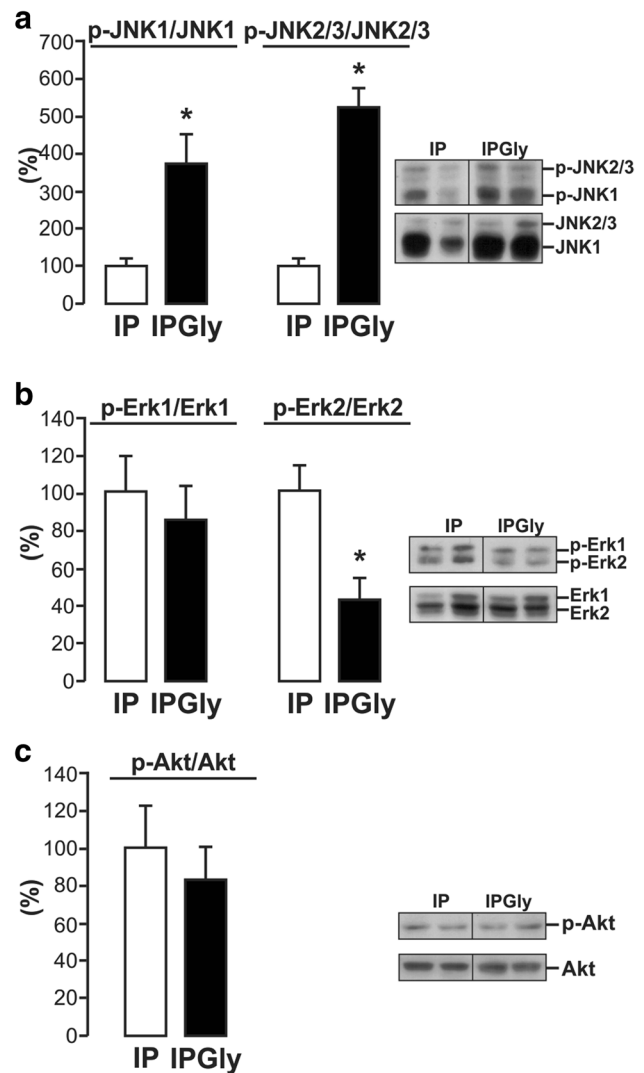 a
p-JNK1/JNK1 p-JNK2/3/JNK2/3
700
600
500
400
300
200
100
0
(%)
*
*
IP IPGly IP IPGly
IP IPGly
p-JNK2/3
p-JNK1
JNK2/3
JNK1
b
p-Erk1/Erk1 p-Erk2/Erk2
140
120
100
80
60
40
20
0
(%)
*
IP IPGly IP IPGly
IP IPGly
p-Erk1
p-Erk2
Erk1
Erk2
c
p-Akt/Akt
140
120
100
80
60
40
20
0
(%)
IP IPGly
IP IPGly
p-Akt
Akt